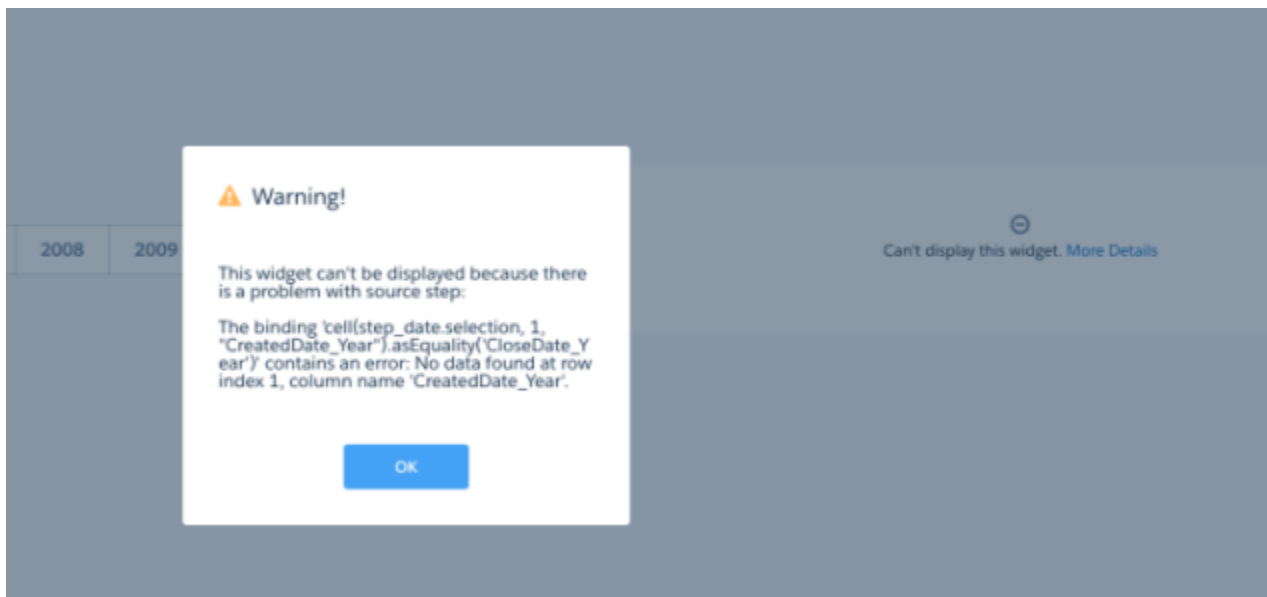 Warning!
2008 2009
This widget can't be displayed because there
is a problem with source step:
The binding 'cell(step_date.selection, 1,
"CreatedDate_Year").asEquality('CloseDate_Y
ear')' contains an error: No data found at row
index 1, column name 'CreatedDate_Year'.
OK
Can't display this widget. More Details